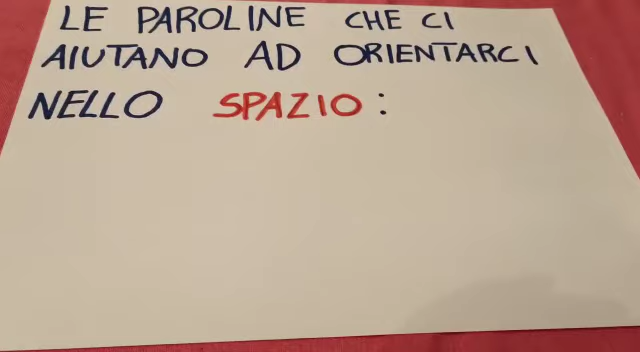 LE PAROLINE CHE CI
AIUTANO AD ORIENTARCI
NELLO SPAZIO: